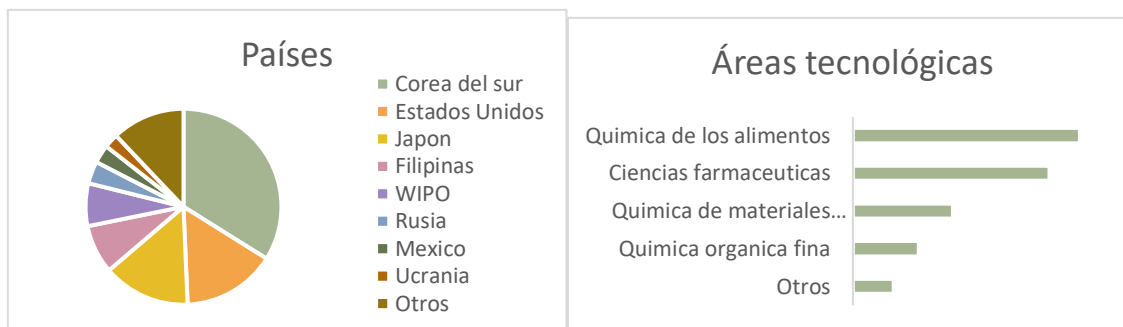 Países
Corea del sur
Estados Unidos
Japon
Filipinas
WIPO
Rusia
Mexico
Ucrania
Otros
Áreas tecnológicas
Quimica de los alimentos
Ciencias farmaceuticas
Quimica de materiales...
Quimica organica fina
Otros